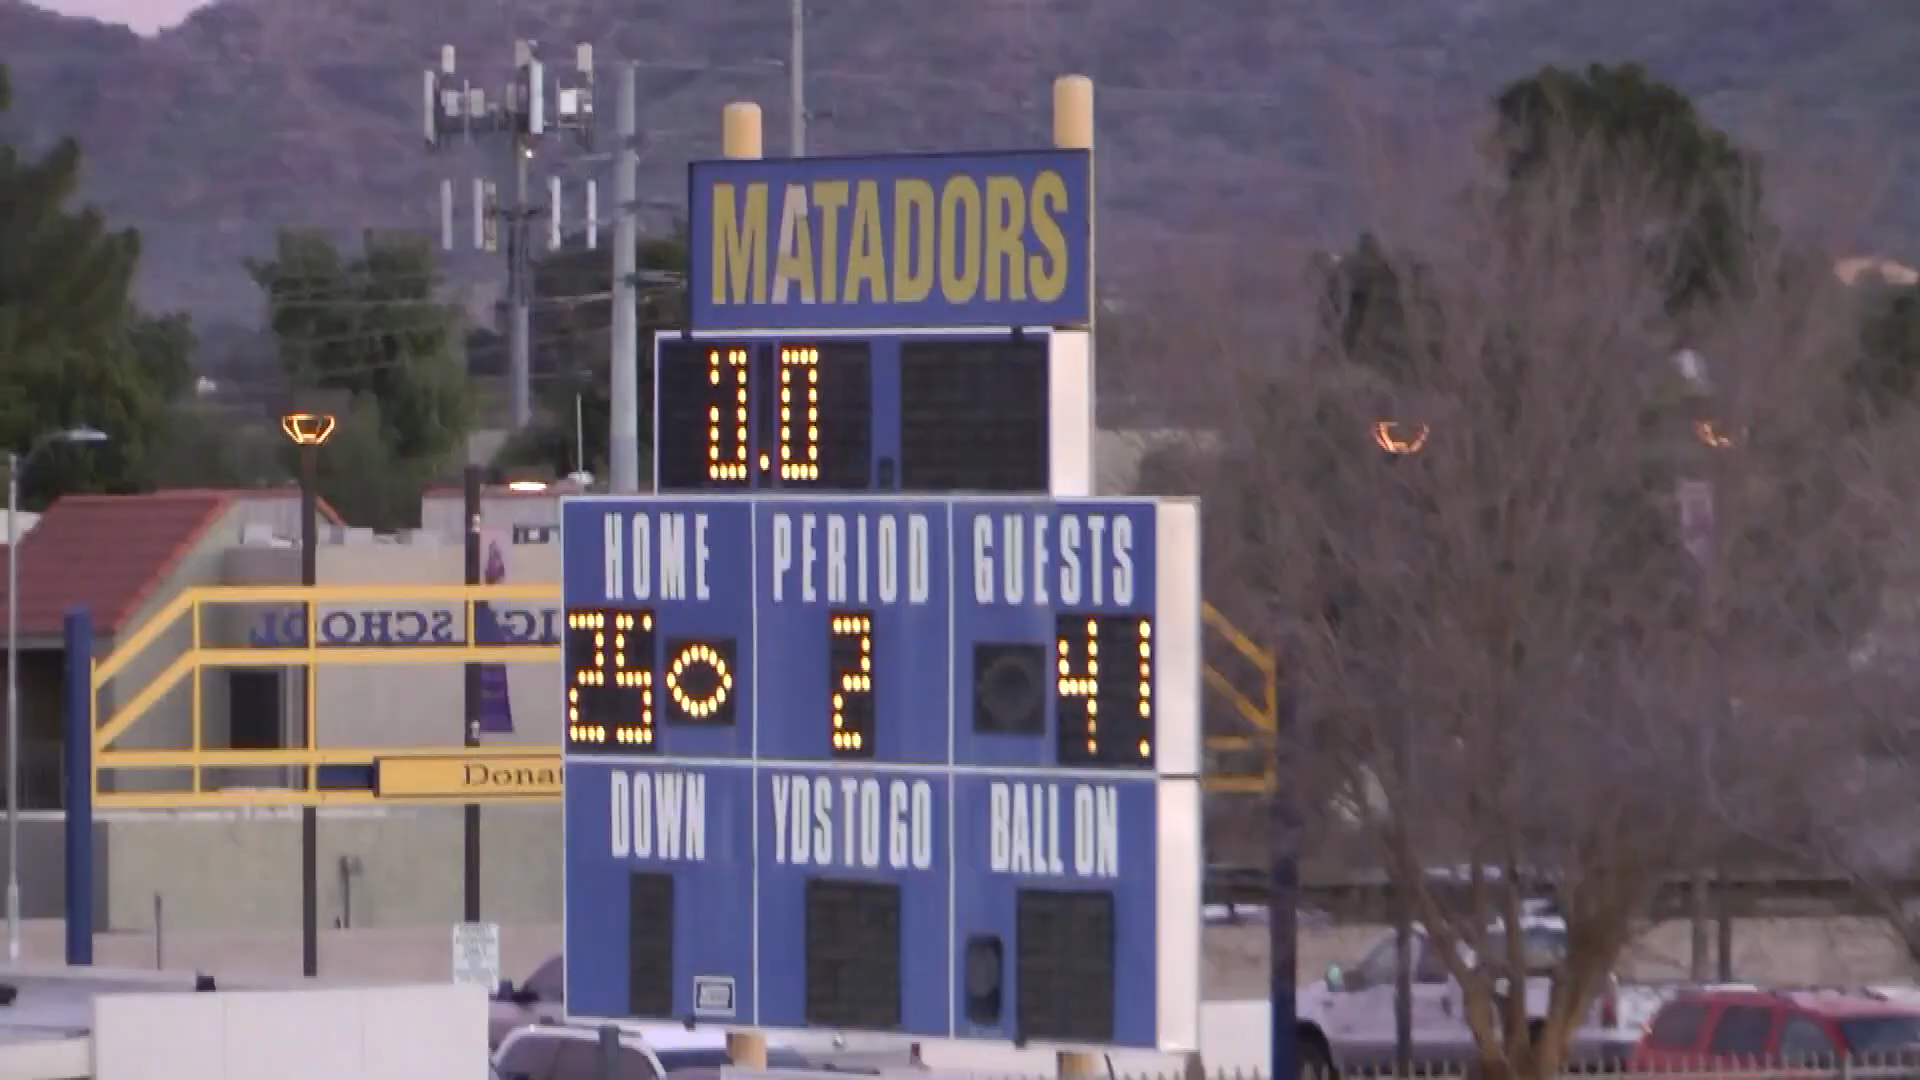 MATADORS
0.0
HOME PERIOD GUESTS
25 2 41
DOWN YDS TO GO BALL ON
SCHOOL
Donat